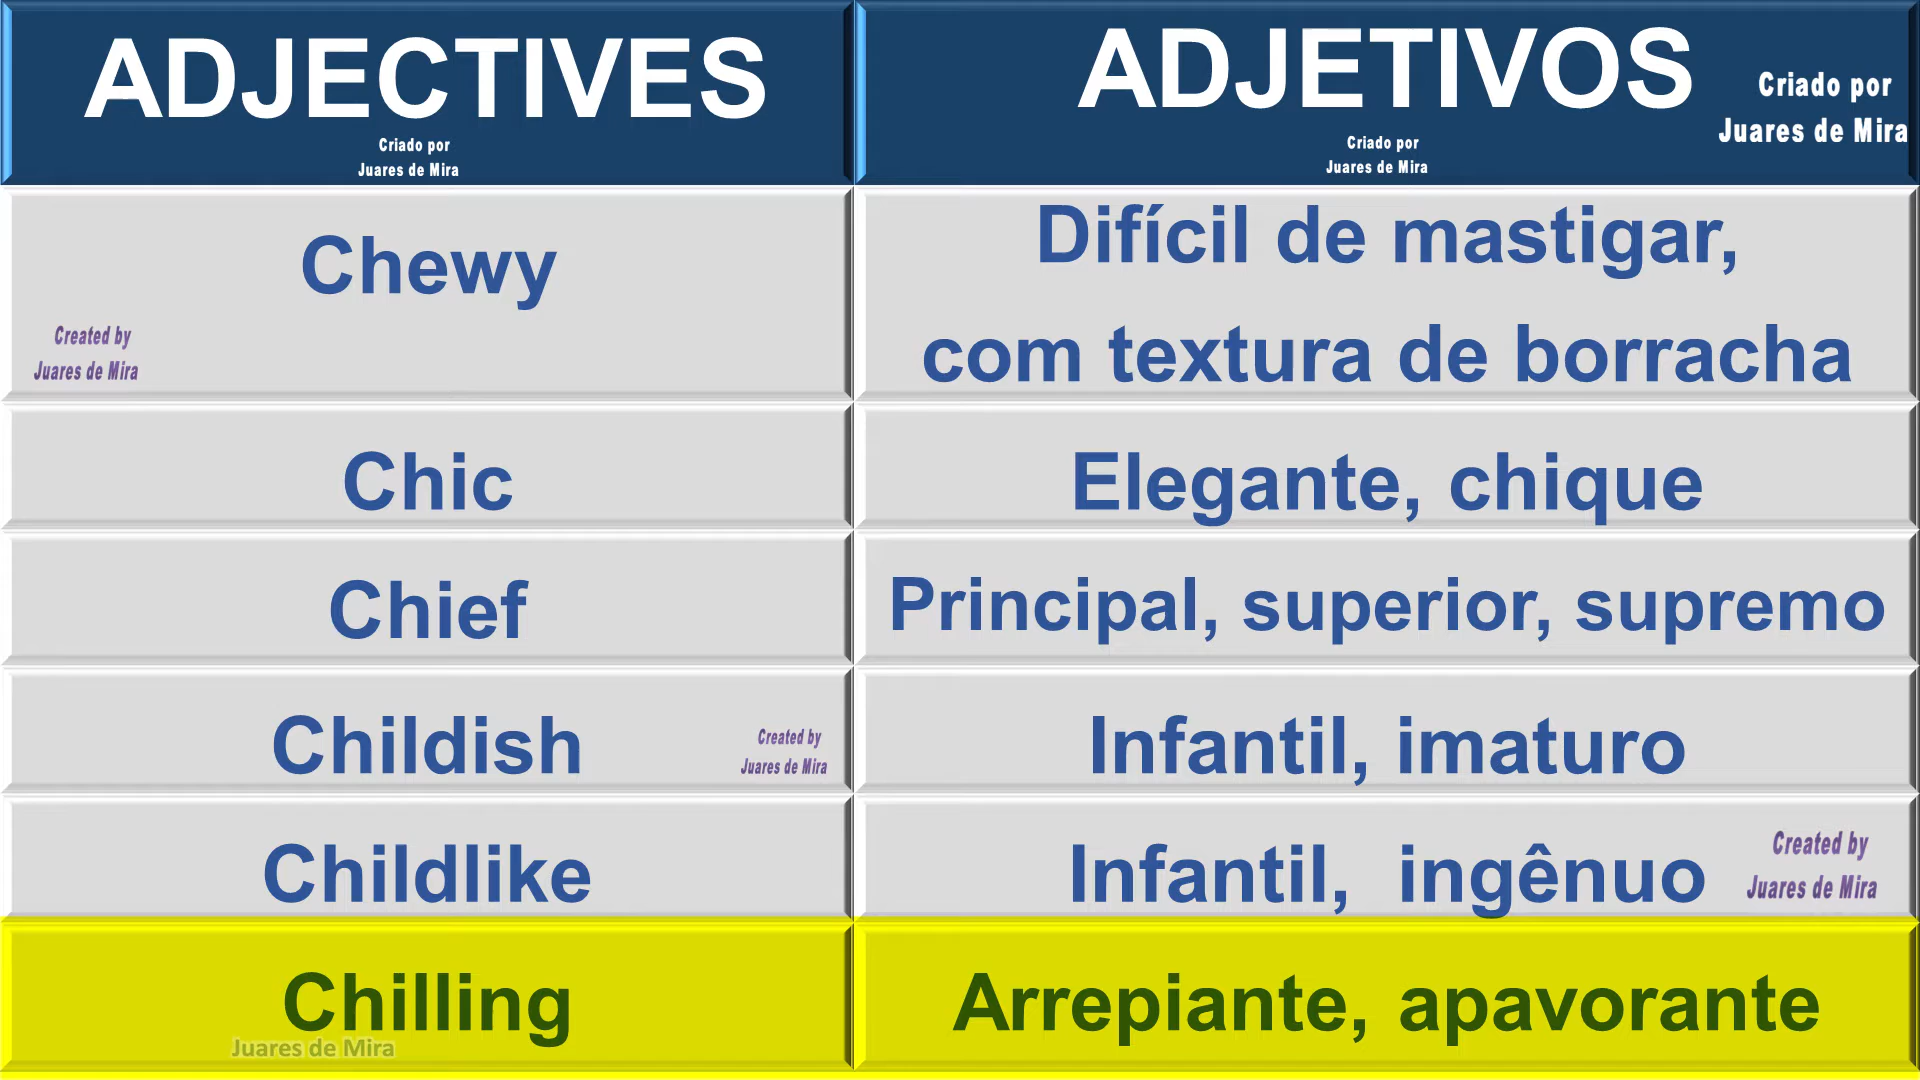 ADJECTIVES
Criado por
Juares de Mira
ADJETIVOS
Criado por
Juares de Mira
Criado por
Juares de Mira
Chewy
Created by
Juares de Mira
Difícil de mastigar,
com textura de borracha
Chic
Elegante, chique
Chief
Principal, superior, supremo
Childish
Created by
Juares de Mira
Infantil, imaturo
Childlike
Infantil, ingênuo
Created by
Juares de Mira
Chilling
Juares de Mira
Arrepiante, apavorante